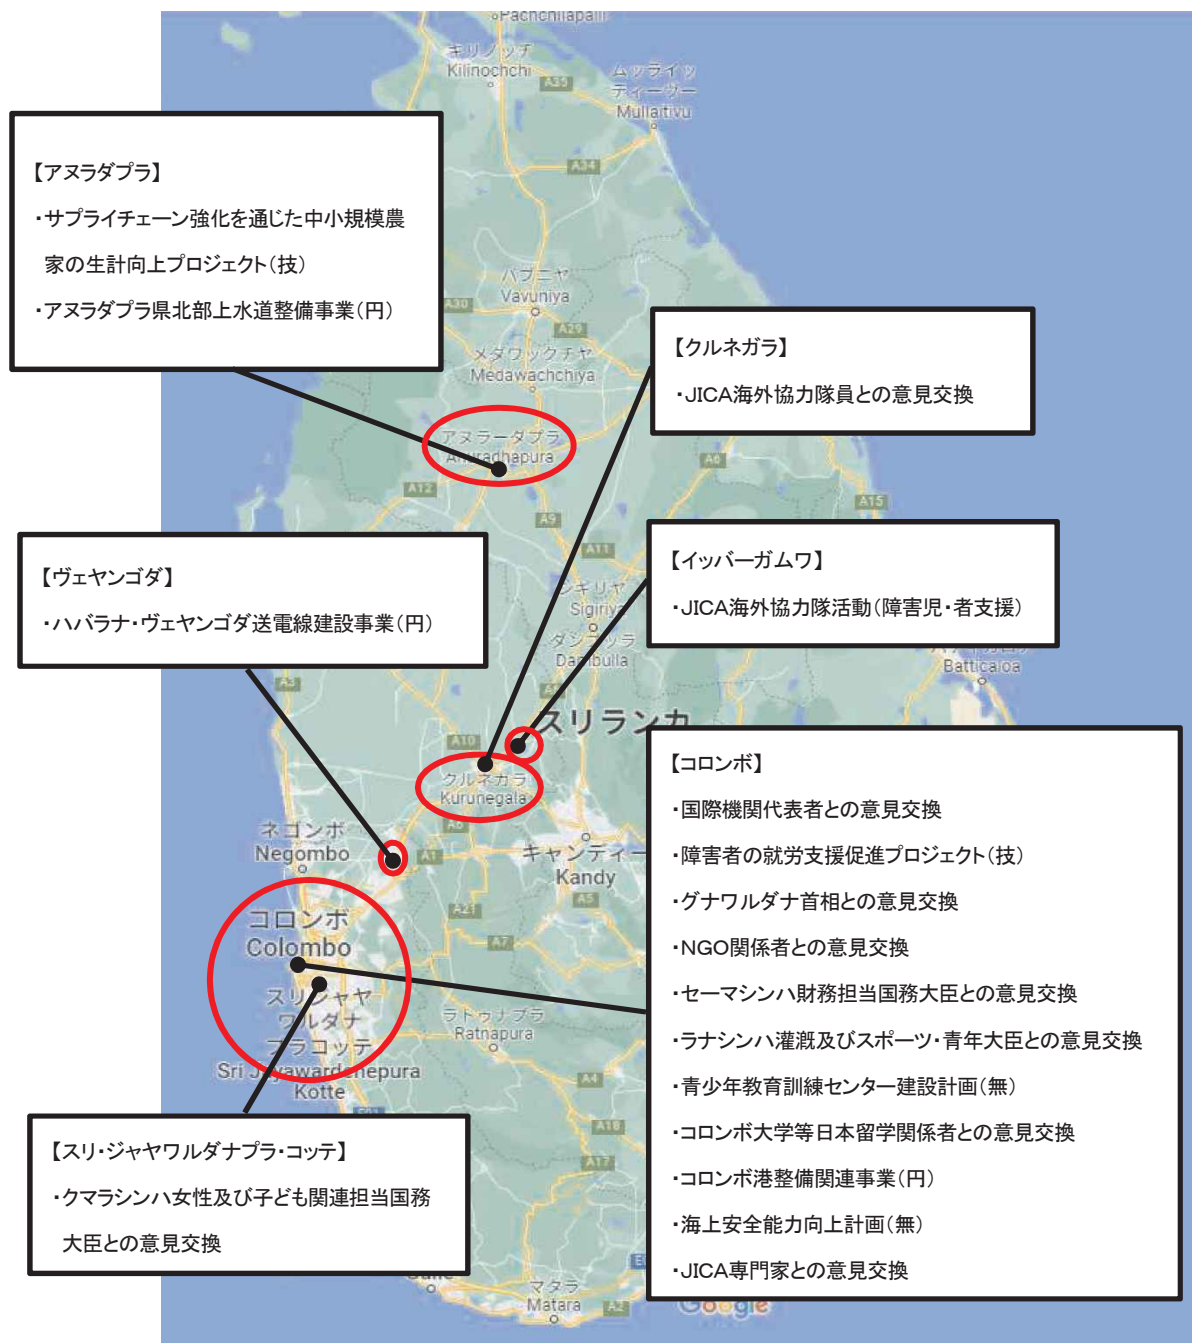 Pachchilapalli
キリノッチ
Kilinochchi
ムッライッ
ティーヴー
Mullaitivu
A35
A34
【アヌラダプラ】
・サプライチェーン強化を通じた中小規模農
家の生計向上プロジェクト(技)
・アヌラダプラ県北部上水道整備事業(円)
バブニヤ
Vavuniya
A30
A29
メダワッチヤ
Medawachchiya
【クルネガラ】
・JICA海外協力隊員との意見交換
アヌラーダプラ
Anuradhapura
A6
A12
A15
A9
A11
【ヴェヤンゴダ】
・ハバラナ・ヴェヤンゴダ送電線建設事業(円)
【イッバーガムワ】
・JICA海外協力隊活動(障害児・者支援)
シギリヤ
Sigiriya
ダンブッラ
Dambulla
Batticaloa
A3
スリランカ
A10
クルネガラ
Kurunegala
A6
ネゴンボ
Negombo
A1
キャンディー
Kandy
A5
A21
A7
コロンボ
Colombo
スリジャヤ
ワルダナ
プラコッテ
Sri Jayawardenepura
Kotte
ラトゥナプラ
Ratnapura
A4
A18
A17
【コロンボ】
・国際機関代表者との意見交換
・障害者の就労支援促進プロジェクト(技)
・グナワルダナ首相との意見交換
・NGO関係者との意見交換
・セーマシンハ財務担当国務大臣との意見交換
・ラナシンハ灌漑及びスポーツ・青年大臣との意見交換
・青少年教育訓練センター建設計画(無)
・コロンボ大学等日本留学関係者との意見交換
・コロンボ港整備関連事業(円)
・海上安全能力向上計画(無)
・JICA専門家との意見交換
【スリ・ジャヤワルダナプラ・コッテ】
・クマラシンハ女性及び子ども関連担当国務
大臣との意見交換
マタラ
Matara
A2
Google